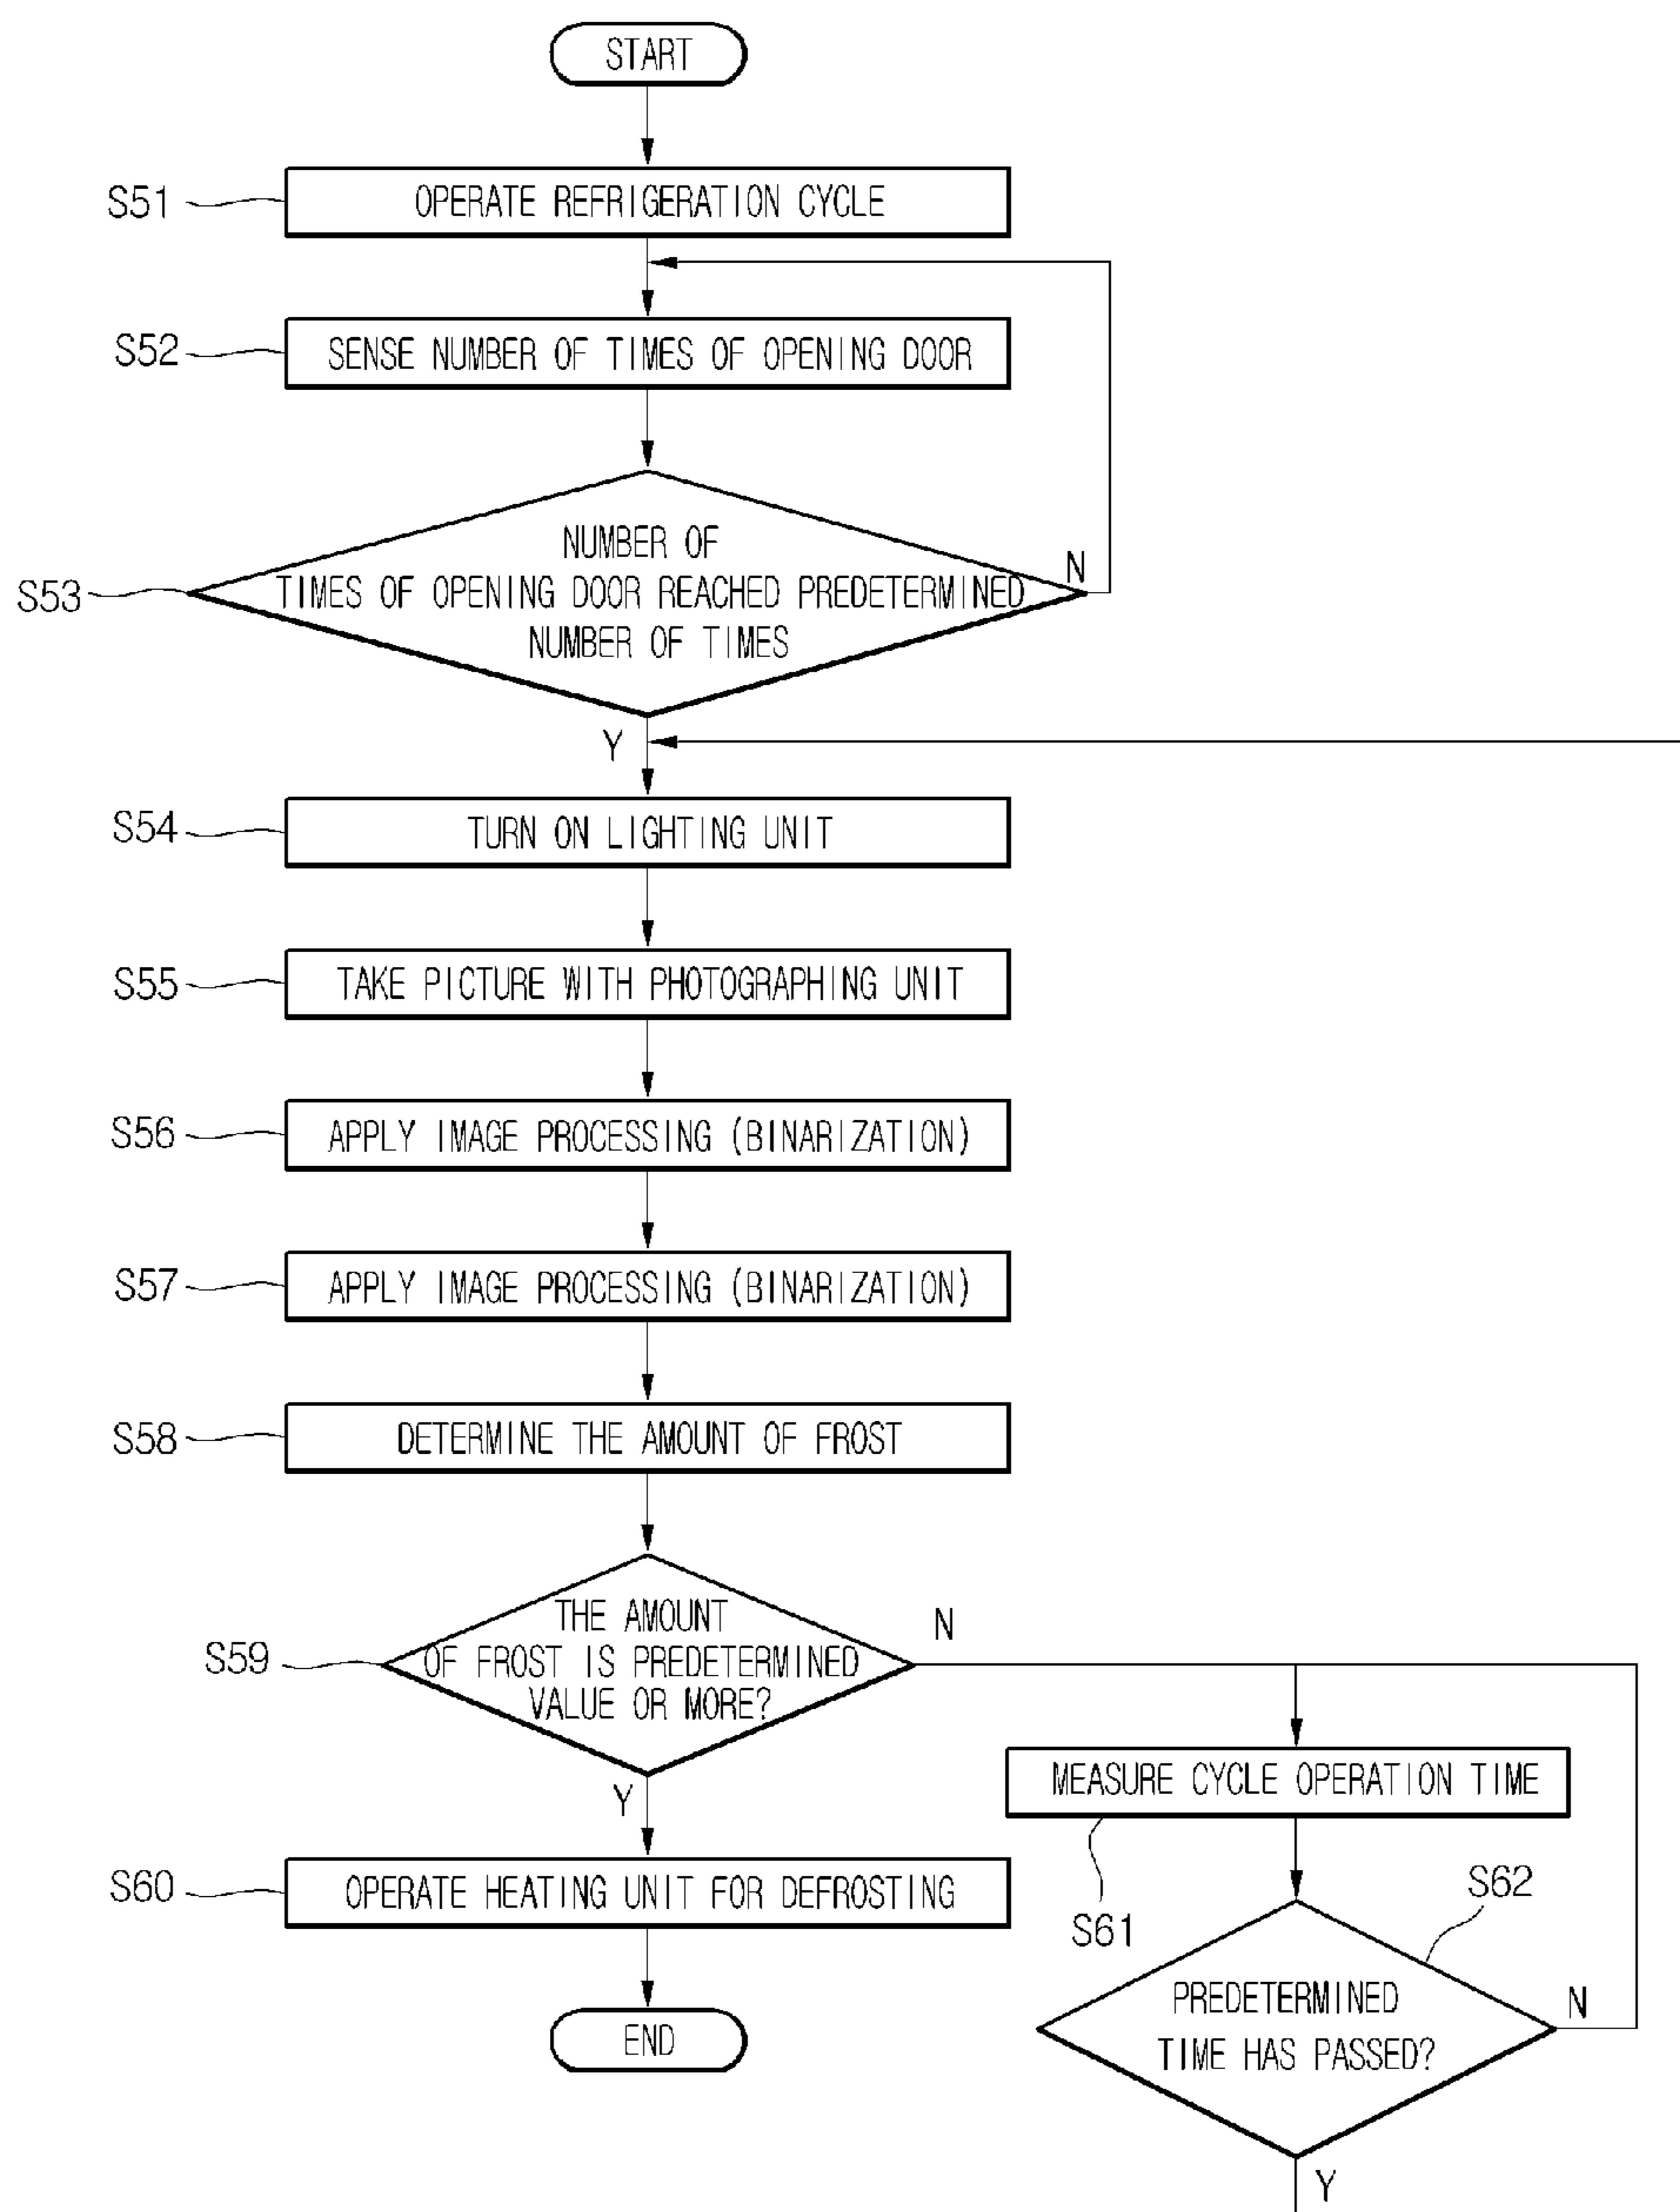 START
S51
OPERATE REFRIGERATION CYCLE
S52
SENSE NUMBER OF TIMES OF OPENING DOOR
S53
NUMBER OF
TIMES OF OPENING DOOR REACHED PREDETERMINED
NUMBER OF TIMES
N
Y
S54
TURN ON LIGHTING UNIT
S55
TAKE PICTURE WITH PHOTOGRAPHING UNIT
S56
APPLY IMAGE PROCESSING (BINARIZATION)
S57
APPLY IMAGE PROCESSING (BINARIZATION)
S58
DETERMINE THE AMOUNT OF FROST
S59
THE AMOUNT
OF FROST IS PREDETERMINED
VALUE OR MORE?
N
Y
S60
OPERATE HEATING UNIT FOR DEFROSTING
END
MEASURE CYCLE OPERATION TIME
S61
S62
PREDETERMINED
TIME HAS PASSED?
N
Y